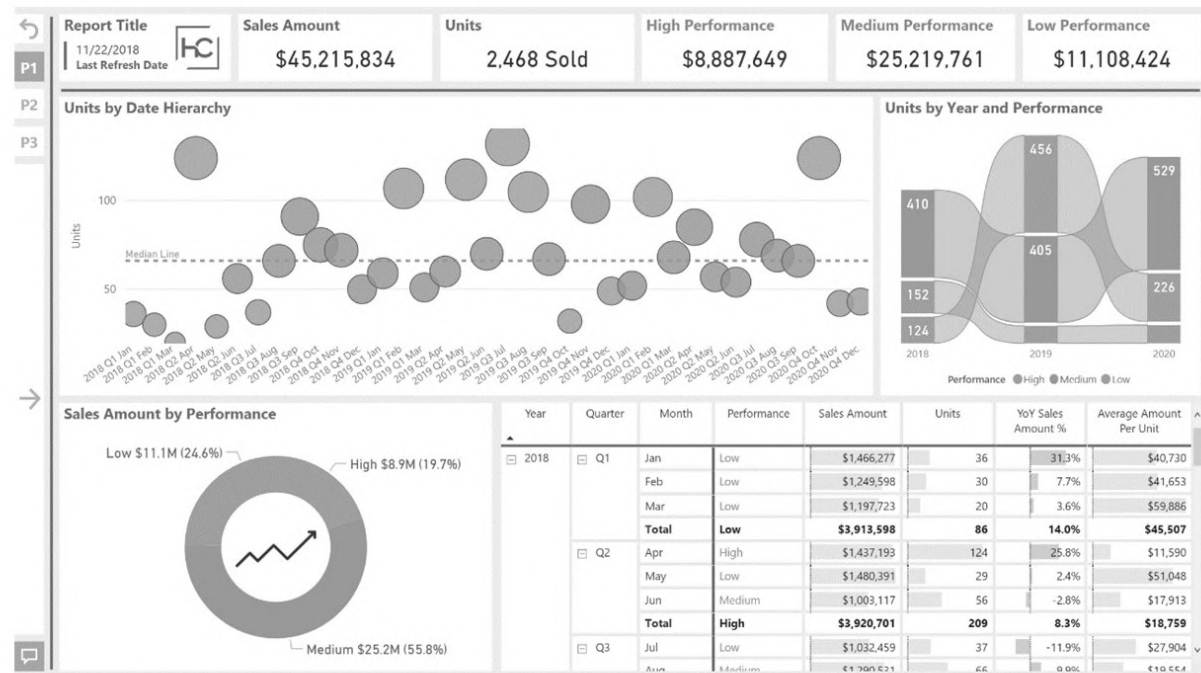 Report Title
11/22/2018
Last Refresh Date
hC
Sales Amount
$45,215,834
Units
2,468 Sold
High Performance
$8,887,649
Medium Performance
$25,219,761
Low Performance
$11,108,424
P1
P2
P3
Units by Date Hierarchy
Units
100
50
Median Line
2018 Q1 Jan
2018 Q1 Feb
2018 Q1 Mar
2018 Q2 Apr
2018 Q2 May
2018 Q2 Jun
2018 Q3 Jul
2018 Q3 Aug
2018 Q3 Sep
2018 Q4 Oct
2018 Q4 Nov
2018 Q4 Dec
2019 Q1 Jan
2019 Q1 Feb
2019 Q1 Mar
2019 Q2 Apr
2019 Q2 May
2019 Q2 Jun
2019 Q3 Jul
2019 Q3 Aug
2019 Q3 Sep
2019 Q4 Oct
2019 Q4 Nov
2019 Q4 Dec
2020 Q1 Jan
2020 Q1 Feb
2020 Q1 Mar
2020 Q2 Apr
2020 Q2 May
2020 Q2 Jun
2020 Q3 Jul
2020 Q3 Aug
2020 Q3 Sep
2020 Q4 Oct
2020 Q4 Nov
2020 Q4 Dec
Units by Year and Performance
410
152
124
456
405
529
226
2018 2019 2020
Performance High Medium Low
Sales Amount by Performance
Low $11.1M (24.6%)
High $8.9M (19.7%)
Medium $25.2M (55.8%)
Year Quarter Month Performance Sales Amount Units YoY Sales Amount % Average Amount Per Unit
2018 Q1 Jan Low $1,466,277 36 31.3% $40,730
Feb Low $1,249,598 30 7.7% $41,653
Mar Low $1,197,723 20 3.6% $59,886
Total Low $3,913,598 86 14.0% $45,507
Q2 Apr High $1,437,193 124 25.8% $11,590
May Low $1,480,391 29 2.4% $51,048
Jun Medium $1,003,117 56 -2.8% $17,913
Total High $3,920,701 209 8.3% $18,759
Q3 Jul Low $1,032,459 37 -11.9% $27,904
Aug Medium $1,290,531 66 9.9% $19,554